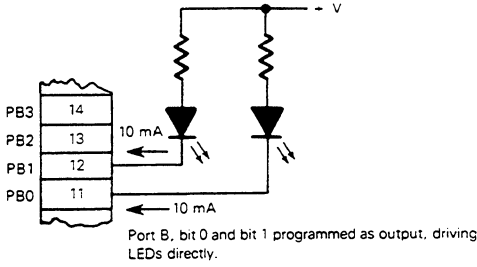 V
PB3 14
PB2 13
10 mA
PB1 12
PB0 11
10 mA
Port B, bit 0 and bit 1 programmed as output, driving
LEDs directly.